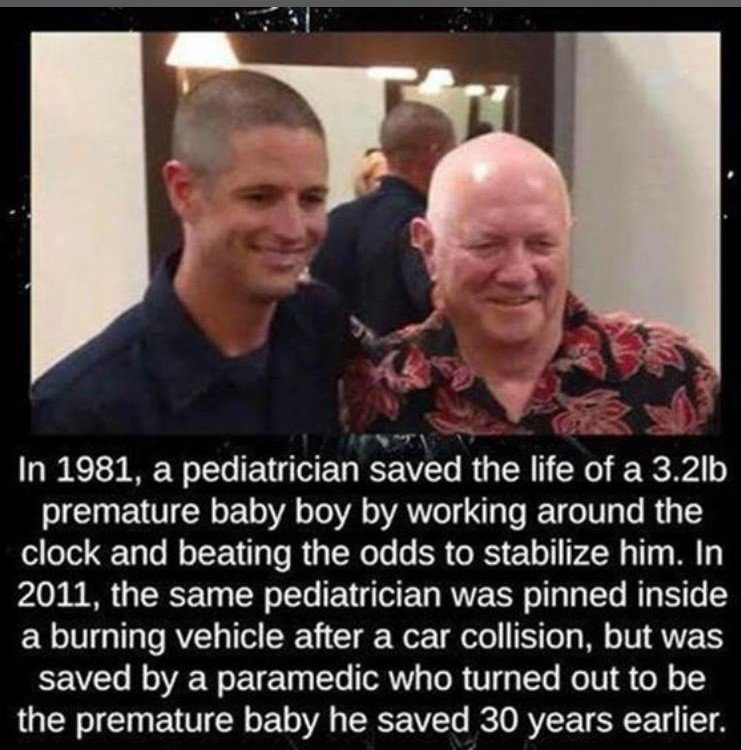 In 1981, a pediatrician saved the life of a 3.2lb
premature baby boy by working around the
clock and beating the odds to stabilize him. In
2011, the same pediatrician was pinned inside
a burning vehicle after a car collision, but was
saved by a paramedic who turned out to be
the premature baby he saved 30 years earlier.